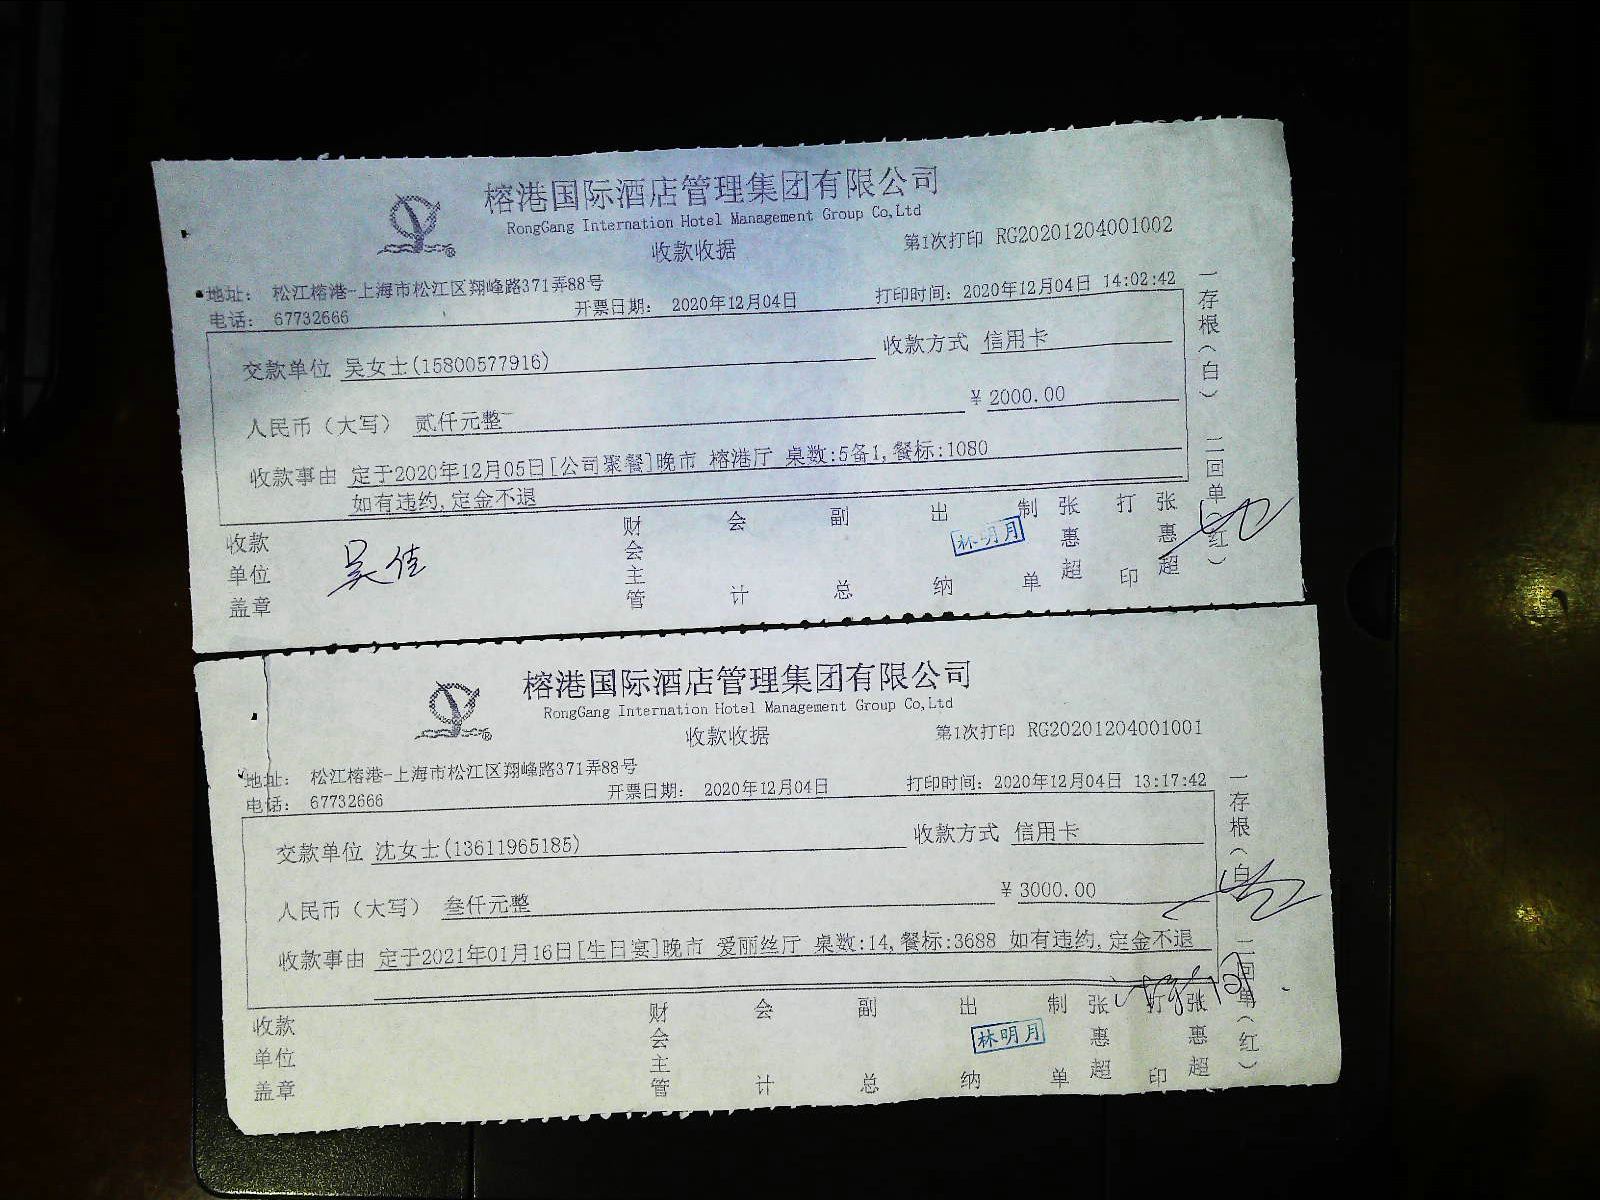 榕港国际酒店管理集团有限公司
RongGang Internation Hotel Management Group Co,Ltd
收款收据
第1次打印 RG20201204001002
地址： 松江榕港-上海市松江区翔峰路371弄88号
电话： 67732666
开票日期： 2020年12月04日
打印时间：2020年12月04日 14:02:42
交款单位 吴女士(15800577916)
收款方式 信用卡
人民币（大写） 贰仟元整
¥ 2000.00
收款事由 定于2020年12月05日[公司聚餐]晚市 榕港厅 桌数:5备1,餐标:1080
如有违约,定金不退
收款单位盖章
吴佳
财会主管
会计
副总
出纳
林明月
制单
张惠超
打印
张惠超
一存根（白） 二回单（红）
榕港国际酒店管理集团有限公司
RongGang Internation Hotel Management Group Co,Ltd
收款收据
第1次打印 RG20201204001001
地址： 松江榕港-上海市松江区翔峰路371弄88号
电话： 67732666
开票日期： 2020年12月04日
打印时间：2020年12月04日 13:17:42
交款单位 沈女士(13611965185)
收款方式 信用卡
人民币（大写） 叁仟元整
¥ 3000.00
收款事由 定于2021年01月16日[生日宴]晚市 爱丽丝厅 桌数:14,餐标:3688 如有违约,定金不退
收款单位盖章
财会主管
会计
副总
出纳
林明月
制单
张惠超
打印
张惠超
一存根（白） 二回单（红）